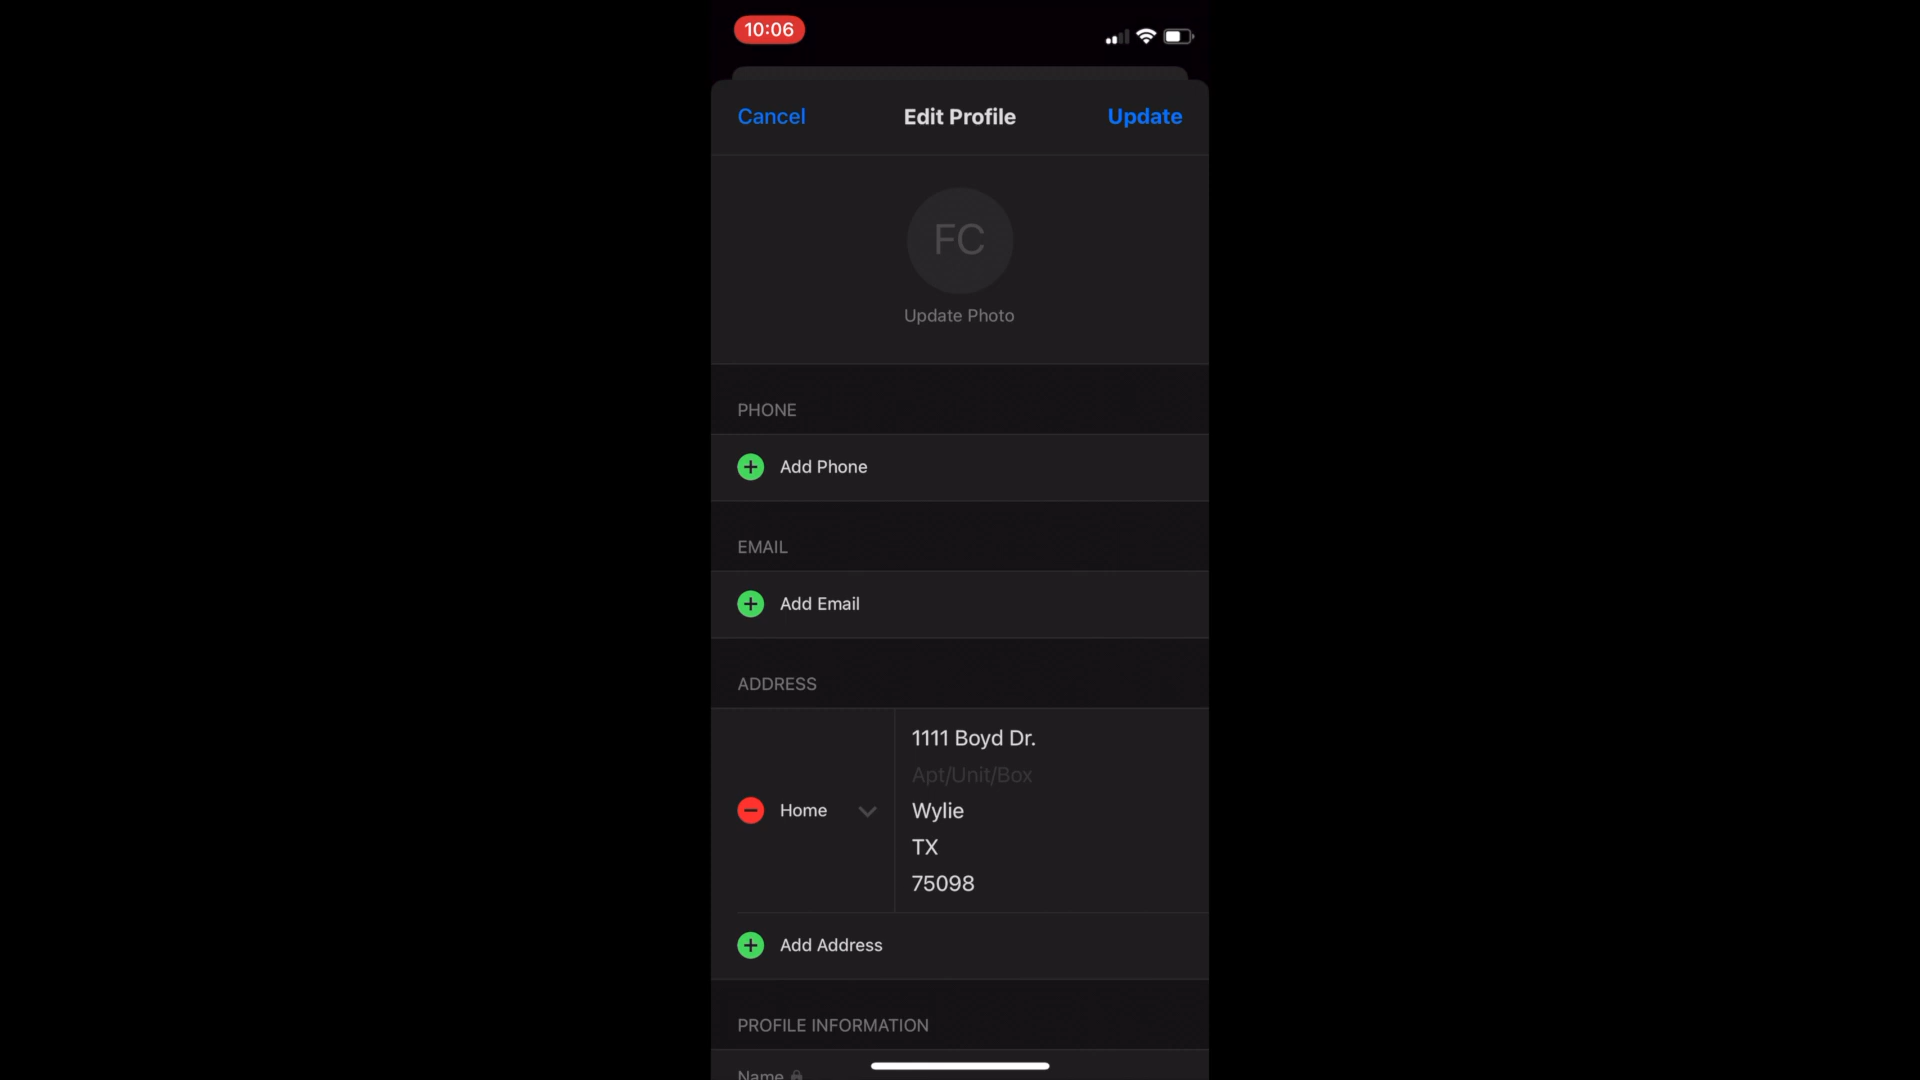 10:06
Cancel
Edit Profile
Update
FC
Update Photo
PHONE
Add Phone
EMAIL
Add Email
ADDRESS
Home
1111 Boyd Dr.
Apt/Unit/Box
Wylie
TX
75098
Add Address
PROFILE INFORMATION
Name